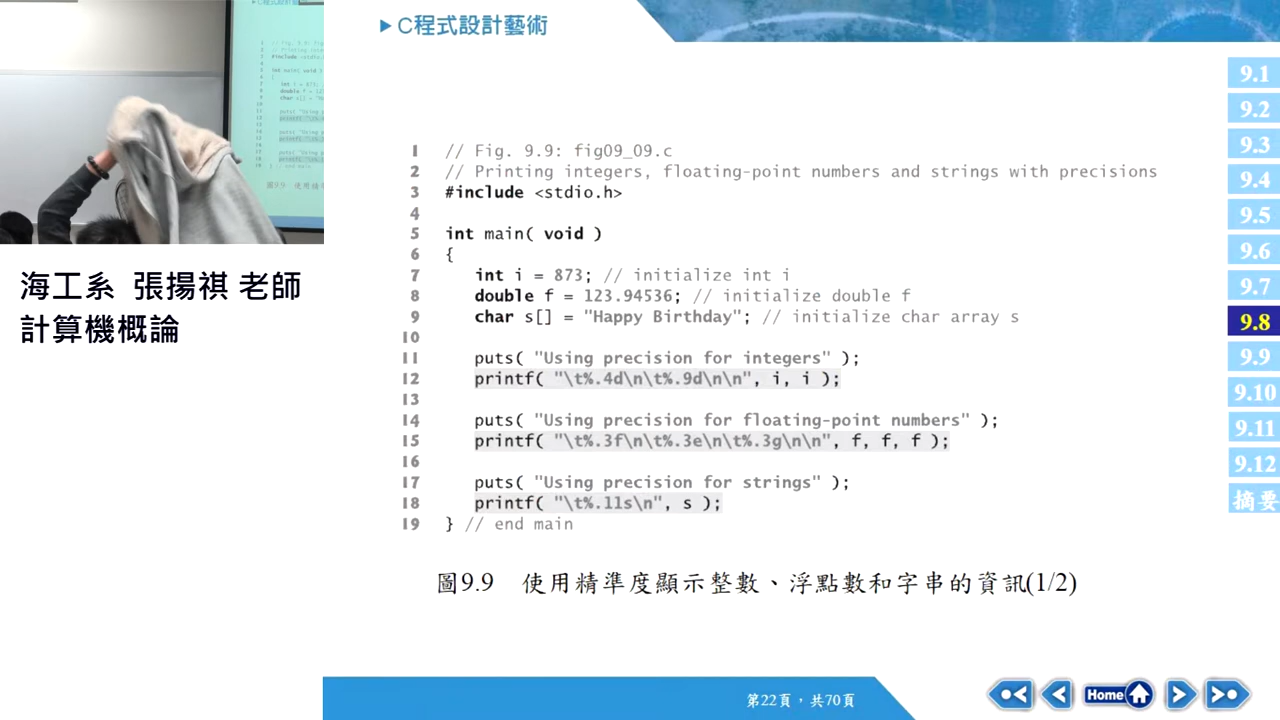 C程式設計藝術
海工系 張揚祺 老師
計算機概論
1 // Fig. 9.9: fig09_09.c
2 // Printing integers, floating-point numbers and strings with precisions
3 #include <stdio.h>
4
5 int main( void )
6 {
7 int i = 873; // initialize int i
8 double f = 123.94536; // initialize double f
9 char s[] = "Happy Birthday"; // initialize char array s
10
11 puts( "Using precision for integers" );
12 printf( "\t%.4d\n\t%.9d\n\n", i, i );
13
14 puts( "Using precision for floating-point numbers" );
15 printf( "\t%.3f\n\t%.3e\n\t%.3g\n\n", f, f, f );
16
17 puts( "Using precision for strings" );
18 printf( "\t%.11s\n", s );
19 } // end main
圖9.9 使用精準度顯示整數、浮點數和字串的資訊(1/2)
9.1
9.2
9.3
9.4
9.5
9.6
9.7
9.8
9.9
9.10
9.11
9.12
摘要
第22頁，共70頁
Home